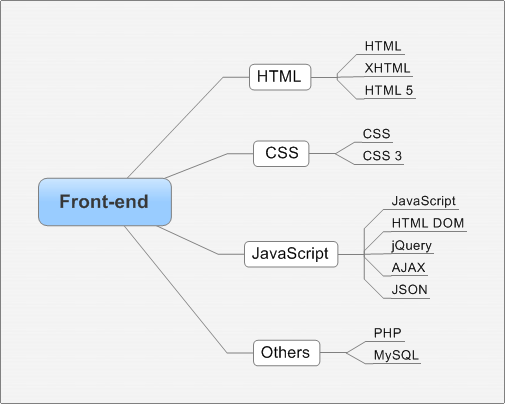 Front-end
HTML
HTML
XHTML
HTML 5
CSS
CSS
CSS 3
JavaScript
JavaScript
HTML DOM
jQuery
AJAX
JSON
Others
PHP
MySQL